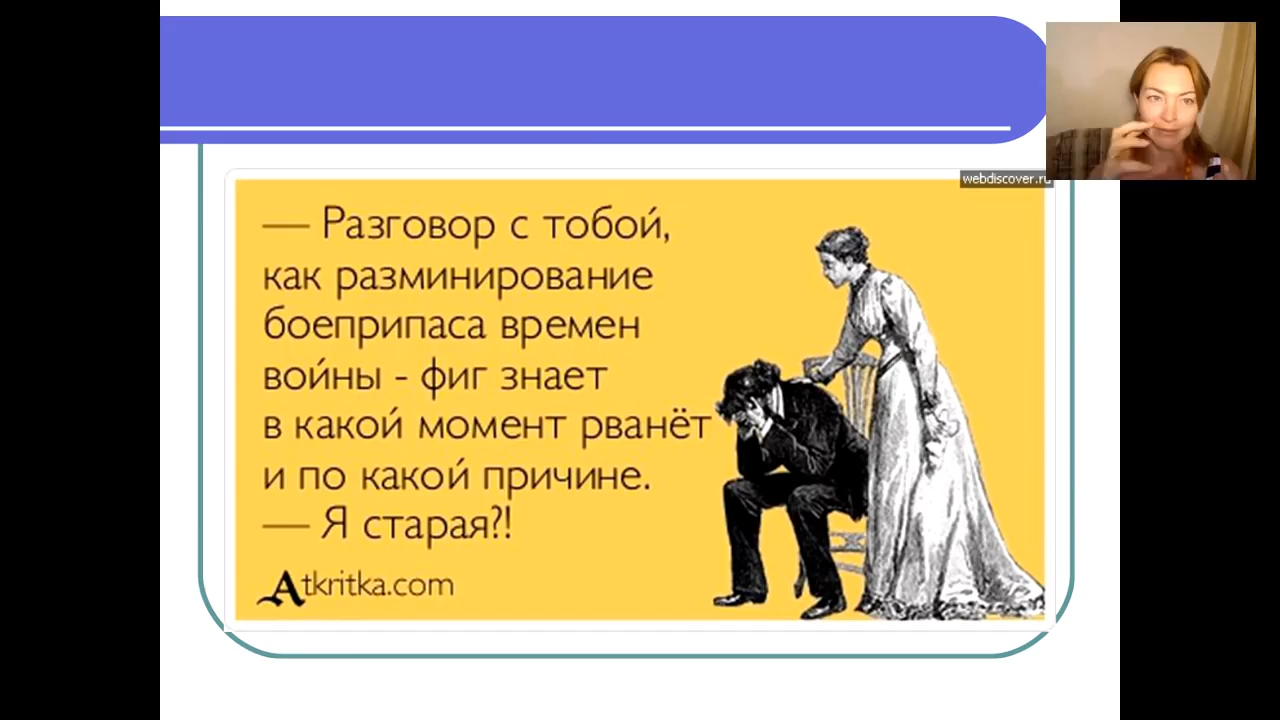 webdiscover.ru
— Разговор с тобой,
как разминирование
боеприпаса времен
войны - фиг знает
в какой момент рванёт
и по какой причине.
— Я старая?!
Atkritka.com